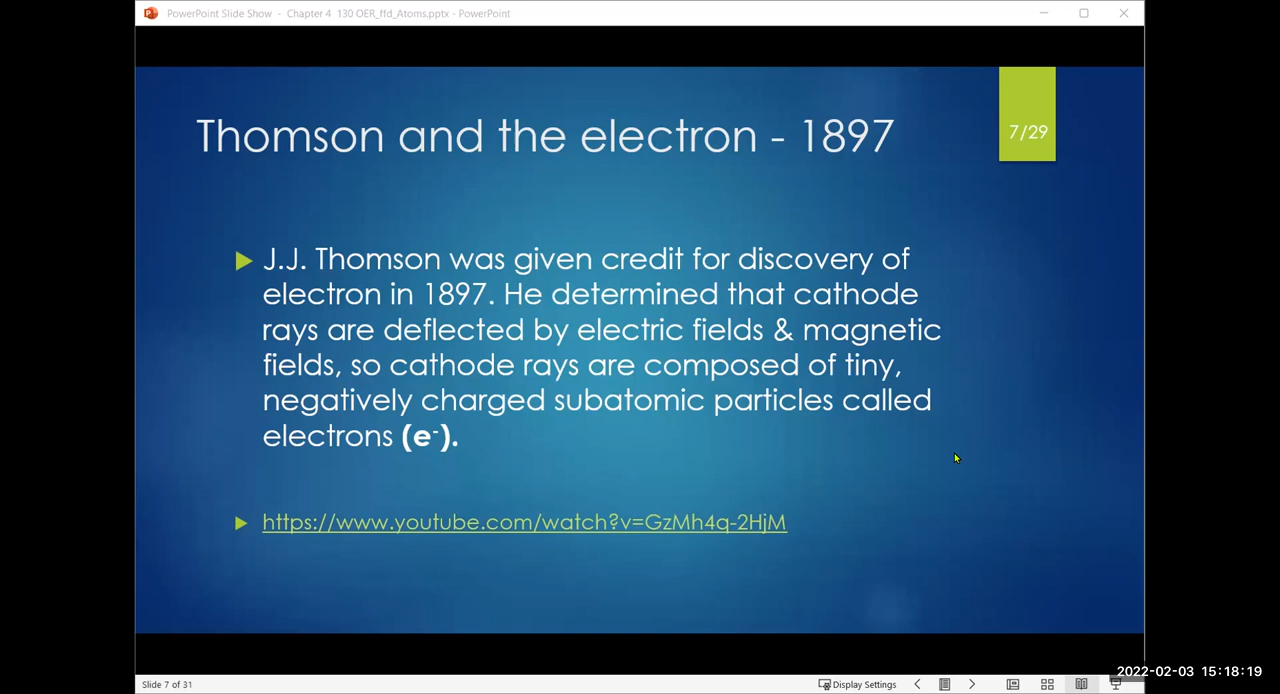 PowerPoint Slide Show - Chapter 4 130 OER_ffd_Atoms.pptx - PowerPoint
Thomson and the electron - 1897
7/29
J.J. Thomson was given credit for discovery of
electron in 1897. He determined that cathode
rays are deflected by electric fields & magnetic
fields, so cathode rays are composed of tiny,
negatively charged subatomic particles called
electrons (e-).
https://www.youtube.com/watch?v=GzMh4q-2HjM
2022-02-03 15:18:19
Slide 7 of 31
Display Settings